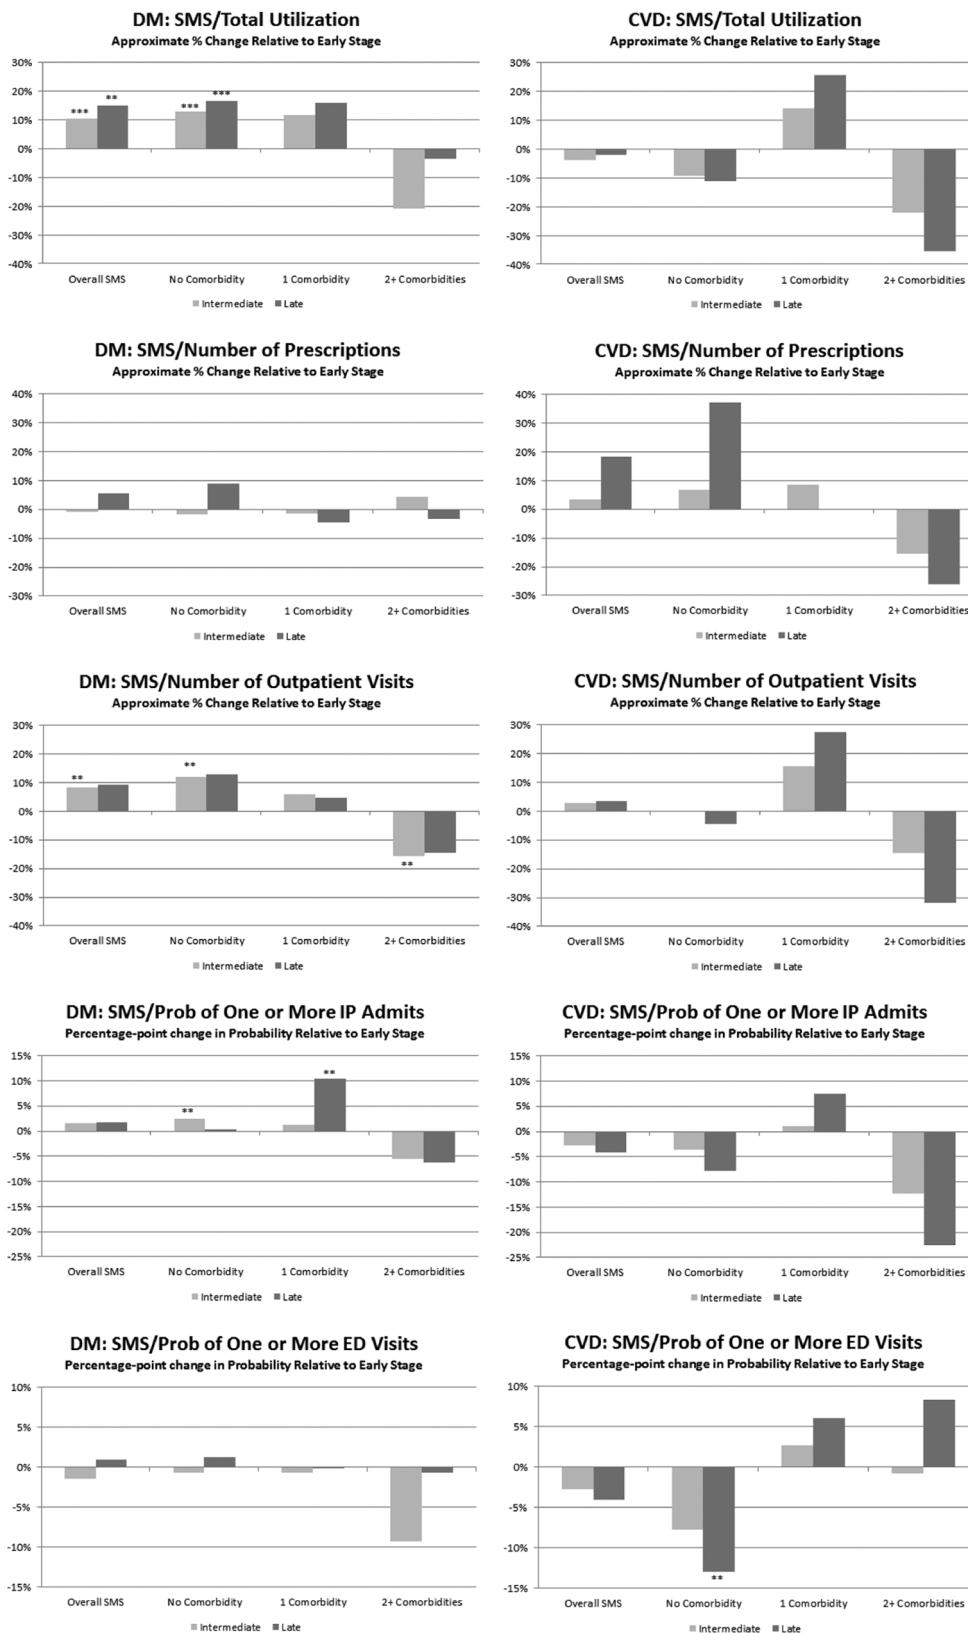 DM: SMS/Total Utilization
Approximate % Change Relative to Early Stage
30%
20%
10%
0%
-10%
-20%
-30%
-40%
*** ** *** ***
Overall SMS No Comorbidity 1 Comorbidity 2+ Comorbidities
Intermediate Late
CVD: SMS/Total Utilization
Approximate % Change Relative to Early Stage
30%
20%
10%
0%
-10%
-20%
-30%
-40%
Overall SMS No Comorbidity 1 Comorbidity 2+ Comorbidities
Intermediate Late
DM: SMS/Number of Prescriptions
Approximate % Change Relative to Early Stage
40%
30%
20%
10%
0%
-10%
-20%
-30%
Overall SMS No Comorbidity 1 Comorbidity 2+ Comorbidities
Intermediate Late
CVD: SMS/Number of Prescriptions
Approximate % Change Relative to Early Stage
40%
30%
20%
10%
0%
-10%
-20%
-30%
Overall SMS No Comorbidity 1 Comorbidity 2+ Comorbidities
Intermediate Late
DM: SMS/Number of Outpatient Visits
Approximate % Change Relative to Early Stage
30%
20%
10%
0%
-10%
-20%
-30%
-40%
** ** **
Overall SMS No Comorbidity 1 Comorbidity 2+ Comorbidities
Intermediate Late
CVD: SMS/Number of Outpatient Visits
Approximate % Change Relative to Early Stage
30%
20%
10%
0%
-10%
-20%
-30%
-40%
Overall SMS No Comorbidity 1 Comorbidity 2+ Comorbidities
Intermediate Late
DM: SMS/Prob of One or More IP Admits
Percentage-point change in Probability Relative to Early Stage
15%
10%
5%
0%
-5%
-10%
-15%
-20%
-25%
** **
Overall SMS No Comorbidity 1 Comorbidity 2+ Comorbidities
Intermediate Late
CVD: SMS/Prob of One or More IP Admits
Percentage-point change in Probability Relative to Early Stage
15%
10%
5%
0%
-5%
-10%
-15%
-20%
-25%
Overall SMS No Comorbidity 1 Comorbidity 2+ Comorbidities
Intermediate Late
DM: SMS/Prob of One or More ED Visits
Percentage-point change in Probability Relative to Early Stage
10%
5%
0%
-5%
-10%
-15%
Overall SMS No Comorbidity 1 Comorbidity 2+ Comorbidities
Intermediate Late
CVD: SMS/Prob of One or More ED Visits
Percentage-point change in Probability Relative to Early Stage
10%
5%
0%
-5%
-10%
-15%
**
Overall SMS No Comorbidity 1 Comorbidity 2+ Comorbidities
Intermediate Late